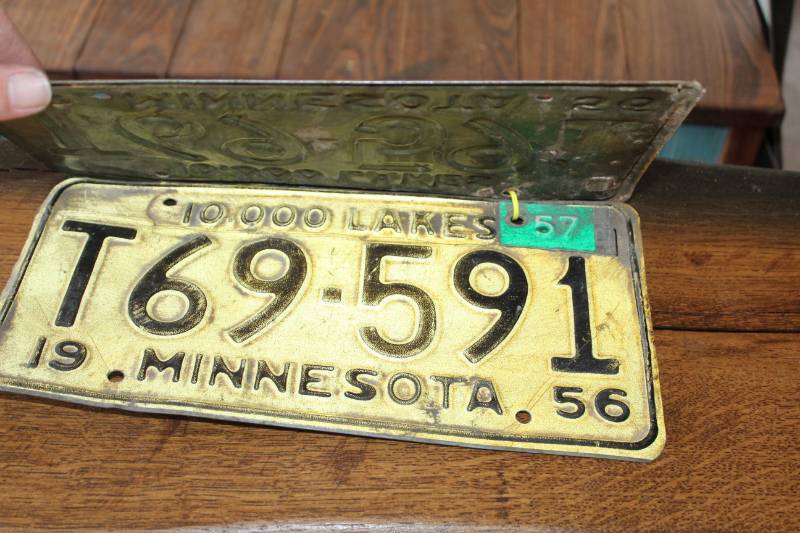 10,000 LAKES 57
T69-591
19 MINNESOTA 56